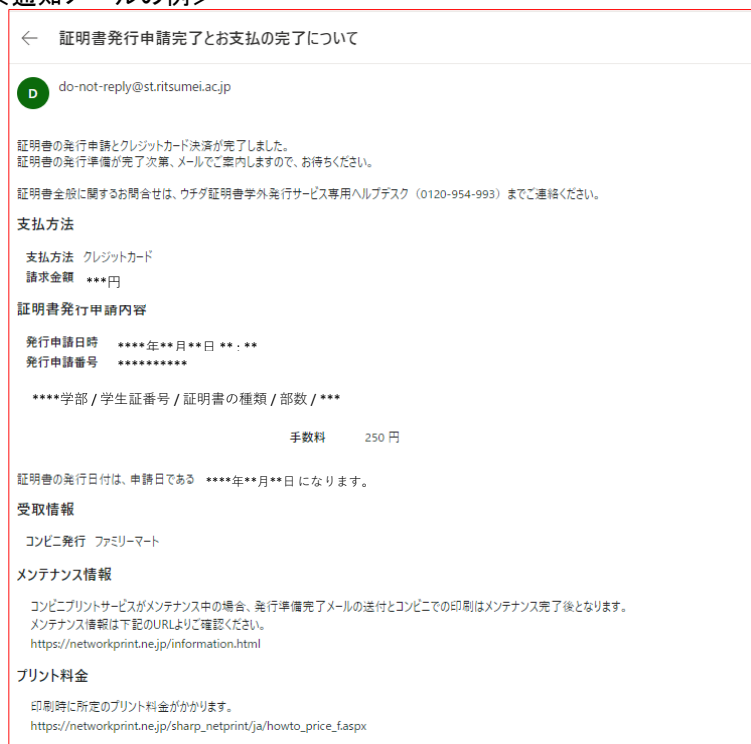 <通知メールの例>
← 証明書発行申請完了とお支払の完了について
D do-not-reply@st.ritsumei.ac.jp
証明書の発行申請とクレジットカード決済が完了しました。
証明書の発行準備が完了次第、メールでご案内しますので、お待ちください。
証明書全般に関するお問合せは、ウチダ証明書学外発行サービス専用ヘルプデスク（0120-954-993）までご連絡ください。
支払方法
支払方法 クレジットカード
請求金額 ***円
証明書発行申請内容
発行申請日時 ****年**月**日 **:**
発行申請番号 **********
****学部 / 学生証番号 / 証明書の種類 / 部数 / ***
手数料 250 円
証明書の発行日付は、申請日である ****年**月**日 になります。
受取情報
コンビニ発行 ファミリーマート
メンテナンス情報
コンビニプリントサービスがメンテナンス中の場合、発行準備完了メールの送付とコンビニでの印刷はメンテナンス完了後となります。
メンテナンス情報は下記のURLよりご確認ください。
https://networkprint.ne.jp/information.html
プリント料金
印刷時に所定のプリント料金がかかります。
https://networkprint.ne.jp/sharp_netprint/ja/howto_price_f.aspx